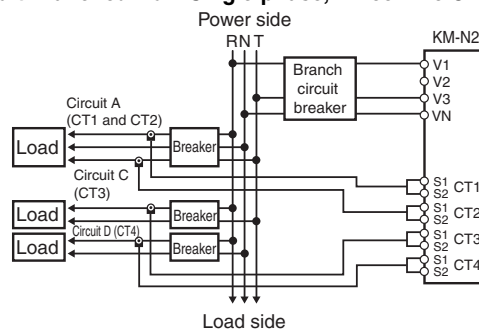 Power side
R N T
KM-N2
Branch
circuit
breaker
V1
V2
V3
VN
Circuit A
(CT1 and CT2)
Load
Breaker
Circuit C
(CT3)
S1
S2
CT1
S1
S2
CT2
Load
Breaker
S1
S2
CT3
Circuit D (CT4)
Load
Breaker
S1
S2
CT4
Load side